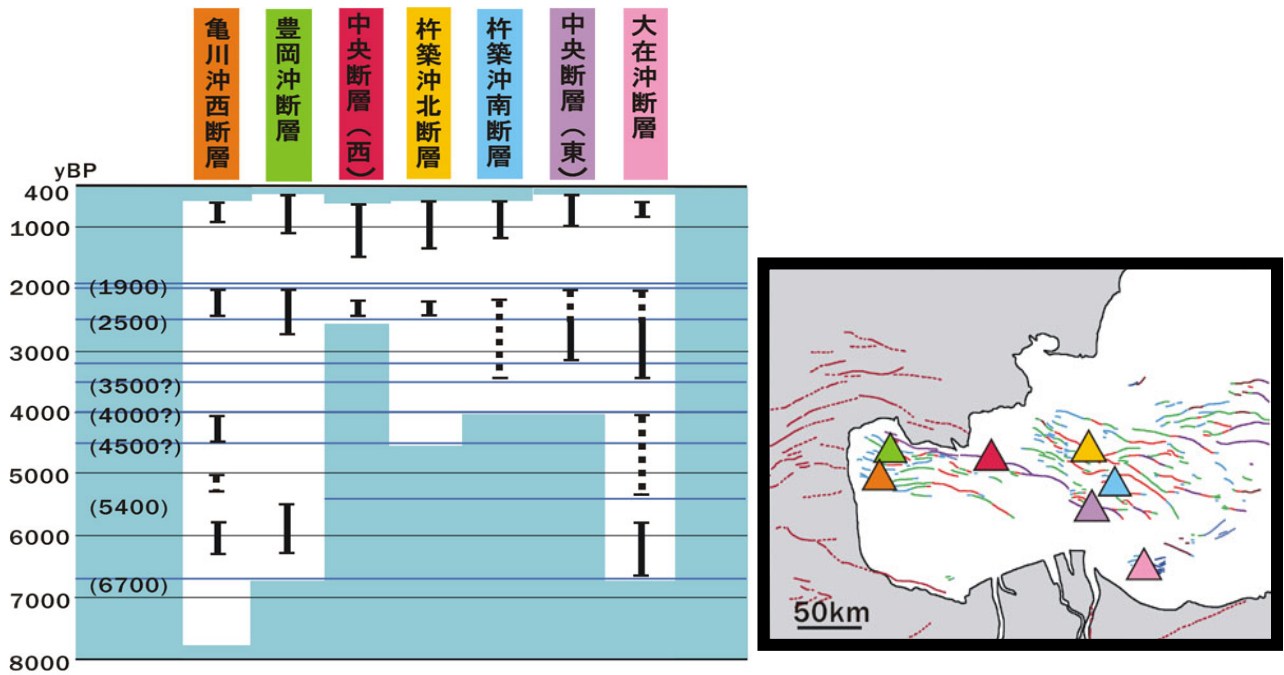 亀川沖西断層
豊岡沖断層
中央断層(西)
杵築沖北断層
杵築沖南断層
中央断層(東)
大在沖断層
yBP
400
1000
2000
(1900)
(2500)
3000
(3500?)
4000
(4000?)
(4500?)
5000
(5400)
6000
(6700)
7000
8000
50km